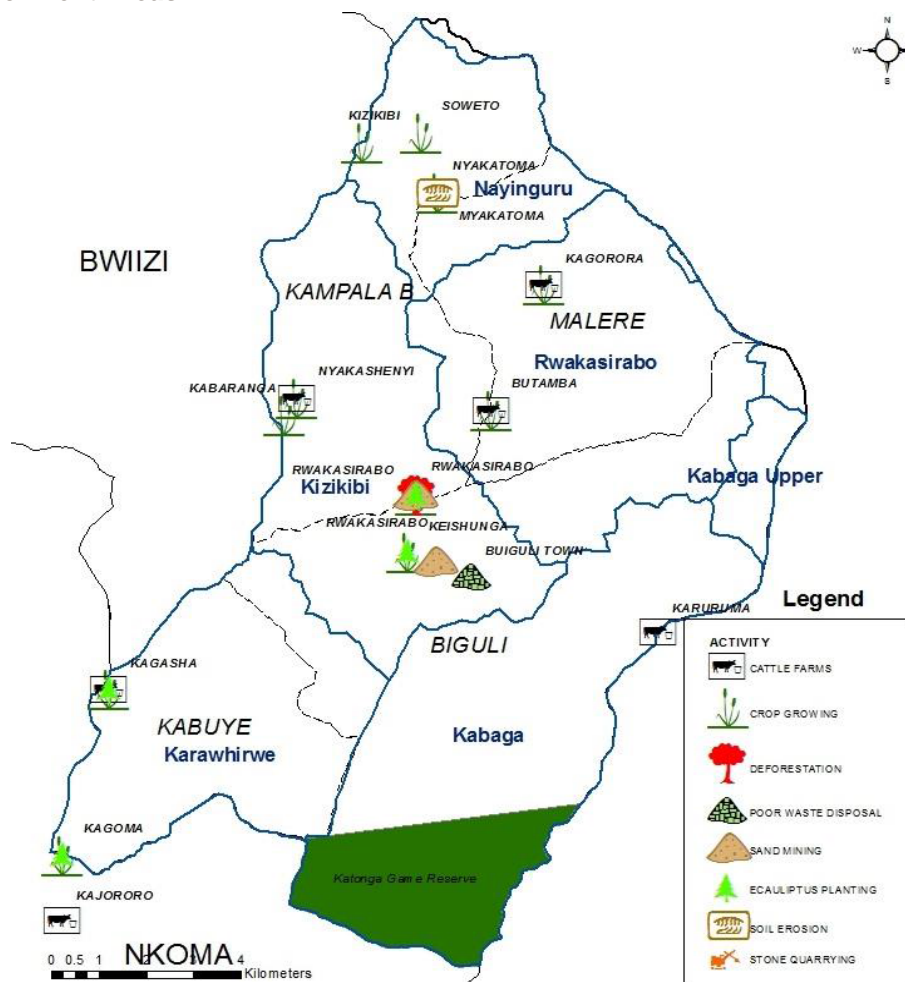 N
W
E
S
SOWETO
KIZIKIBI
NYAKATOMA
Nayinguru
MYAKATOMA
BWIIZI
KAGORORA
KAMPALA B
MALERE
Rwakasirabo
NYAKASHENYI
KABARANGA
BUTAMBA
RWAKASIRABO
RWAKASIRABO
Kizikibi
Kabaga Upper
RWAKASIRABO
KEISHUNGA
BUIGULI TOWN
KARURUMA
BIGULI
KAGASHA
KABUYE
Karawhirwe
Kabaga
KAGOMA
Katonga Game Reserve
KAJORORO
NKOMA
0 0.5 1 2 3 4
Kilometers
Legend
ACTIVITY
CATTLE FARMS
CROP GROWING
DEFORESTATION
POOR WASTE DISPOSAL
SAND MINING
ECAULIPTUS PLANTING
SOIL EROSION
STONE QUARRYING